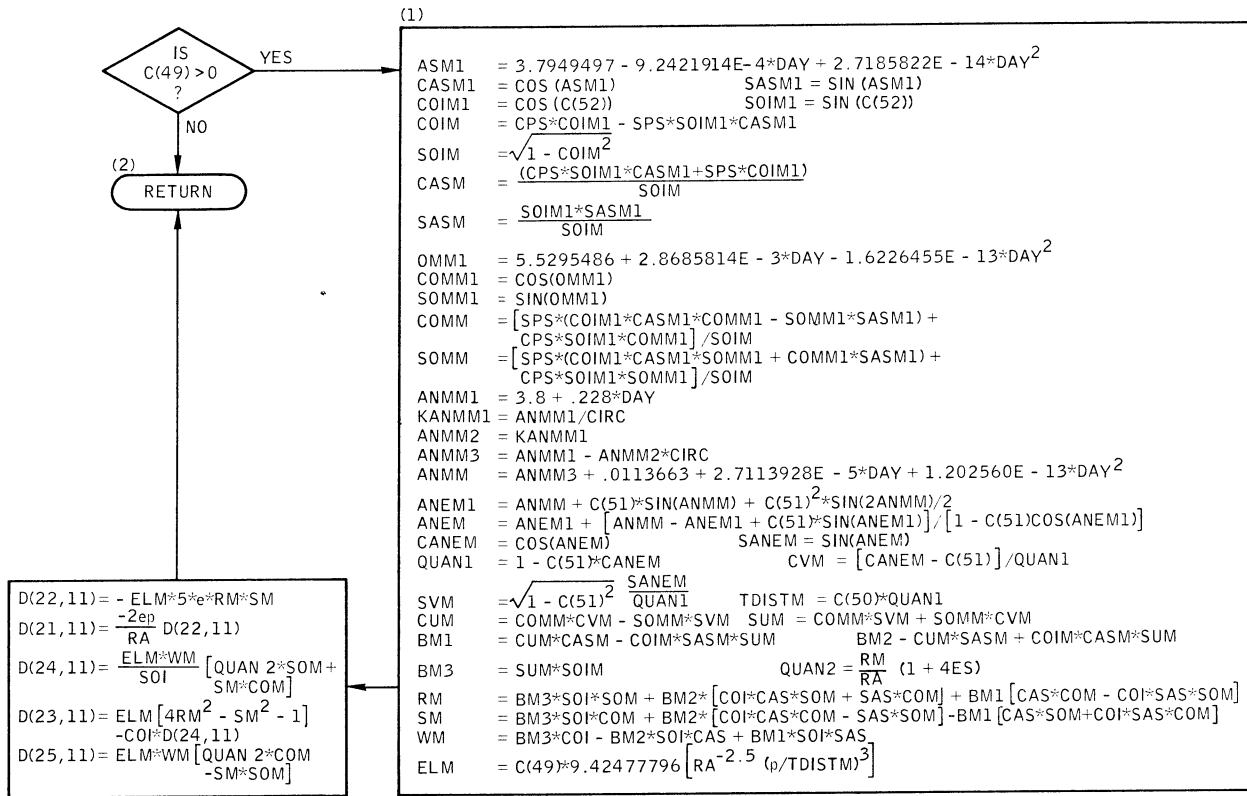 IS
C(49)>0
?
YES
NO
(2)
RETURN
(1)
ASM1 = 3.7949497 - 9.2421914E-4*DAY + 2.7185822E - 14*DAY²
CASM1 = COS (ASM1) SASM1 = SIN (ASM1)
COIM1 = COS (C(52)) SOIM1 = SIN (C(52))
COIM = CPS*COIM1 - SPS*SOIM1*CASM1
SOIM = √1 - COIM²
CASM = (CPS*SOIM1*CASM1+SPS*COIM1)
SOIM
SASM = SOIM1*SASM1
SOIM
OMM1 = 5.5295486 + 2.8685814E - 3*DAY - 1.6226455E - 13*DAY²
COMM1 = COS(OMM1)
SOMM1 = SIN(OMM1)
COMM = [SPS*(COIM1*CASM1*COMM1 - SOMM1*SASM1) +
CPS*SOIM1*COMM1]/SOIM
SOMM = [SPS*(COIM1*CASM1*SOMM1 + COMM1*SASM1) +
CPS*SOIM1*SOMM1]/SOIM
ANMM1 = 3.8 + .228*DAY
KANMM1 = ANMM1/CIRC
ANMM2 = KANMM1
ANMM3 = ANMM1 - ANMM2*CIRC
ANMM = ANMM3 + .0113663 + 2.7113928E - 5*DAY + 1.202560E - 13*DAY²
ANEM1 = ANMM + C(51)*SIN(ANMM) + C(51)²*SIN(2ANMM)/2
ANEM = ANEM1 + [ANMM - ANEM1 + C(51)*SIN(ANEM1)]/[1 - C(51)COS(ANEM1)]
CANEM = COS(ANEM) SANEM = SIN(ANEM)
QUAN1 = 1 - C(51)*CANEM CVM = [CANEM - C(51)]/QUAN1
SVM = √1 - C(51)² SANEM
QUAN1 TDISTM = C(50)*QUAN1
CUM = COMM*CVM - SOMM*SVM SUM = COMM*SVM + SOMM*CVM
BM1 = CUM*CASM - COIM*SASM*SUM BM2 - CUM*SASM + COIM*CASM*SUM
BM3 = SUM*SOIM QUAN2 = RM/RA (1 + 4ES)
RM = BM3*SOI*SOM + BM2*[COI*CAS*SOM + SAS*COM] + BM1[CAS*COM - COI*SAS*SOM]
SM = BM3*SOI*COM + BM2*[COI*CAS*COM - SAS*SOM]-BM1[CAS*SOM+COI*SAS*COM]
WM = BM3*COI - BM2*SOI*CAS + BM1*SOI*SAS
ELM = C(49)*9.42477796[RA^-2.5 (p/TDISTM)³]
D(22,11)= - ELM*5*e*RM*SM
D(21,11)= -2ep/RA D(22,11)
D(24,11)= ELM*WM/SOI [QUAN 2*SOM+
SM*COM]
D(23,11)= ELM[4RM² - SM² - 1]
-COI*D(24,11)
D(25,11)= ELM*WM[QUAN 2*COM
-SM*SOM]